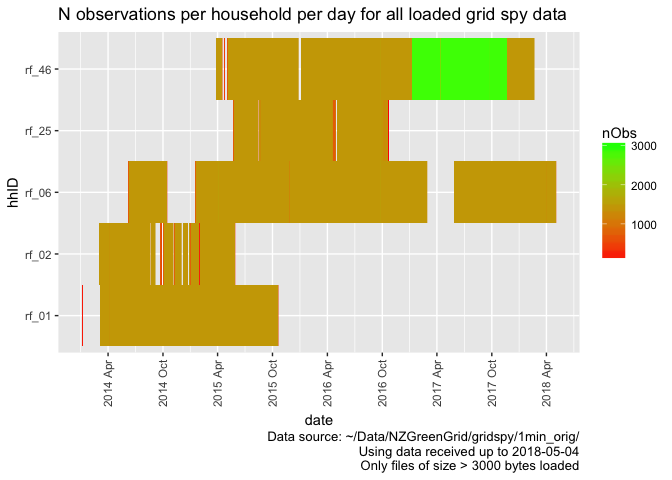 N observations per household per day for all loaded grid spy data
hhID
rf_46
rf_25
rf_06
rf_02
rf_01
2014 Apr
2014 Oct
2015 Apr
2015 Oct
2016 Apr
2016 Oct
2017 Apr
2017 Oct
2018 Apr
date
nObs
3000
2000
1000
Data source: ~/Data/NZGreenGrid/gridspy/1min_orig/
Using data received up to 2018-05-04
Only files of size > 3000 bytes loaded